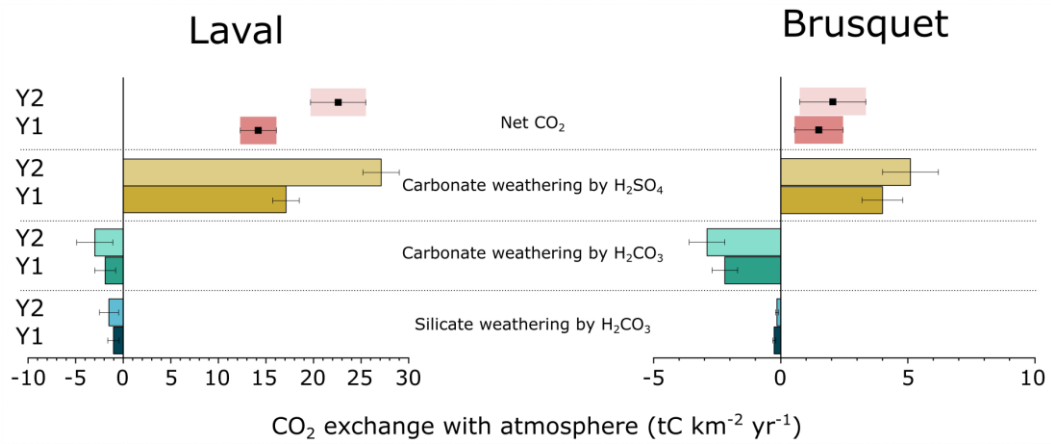 Laval
Brusquet
Y2
Y1
Net CO₂
Y2
Y1
Carbonate weathering by H₂SO₄
Y2
Y1
Carbonate weathering by H₂CO₃
Y2
Y1
Silicate weathering by H₂CO₃
-10 -5 0 5 10 15 20 25 30
-5 0 5 10
CO₂ exchange with atmosphere (tC km⁻² yr⁻¹)